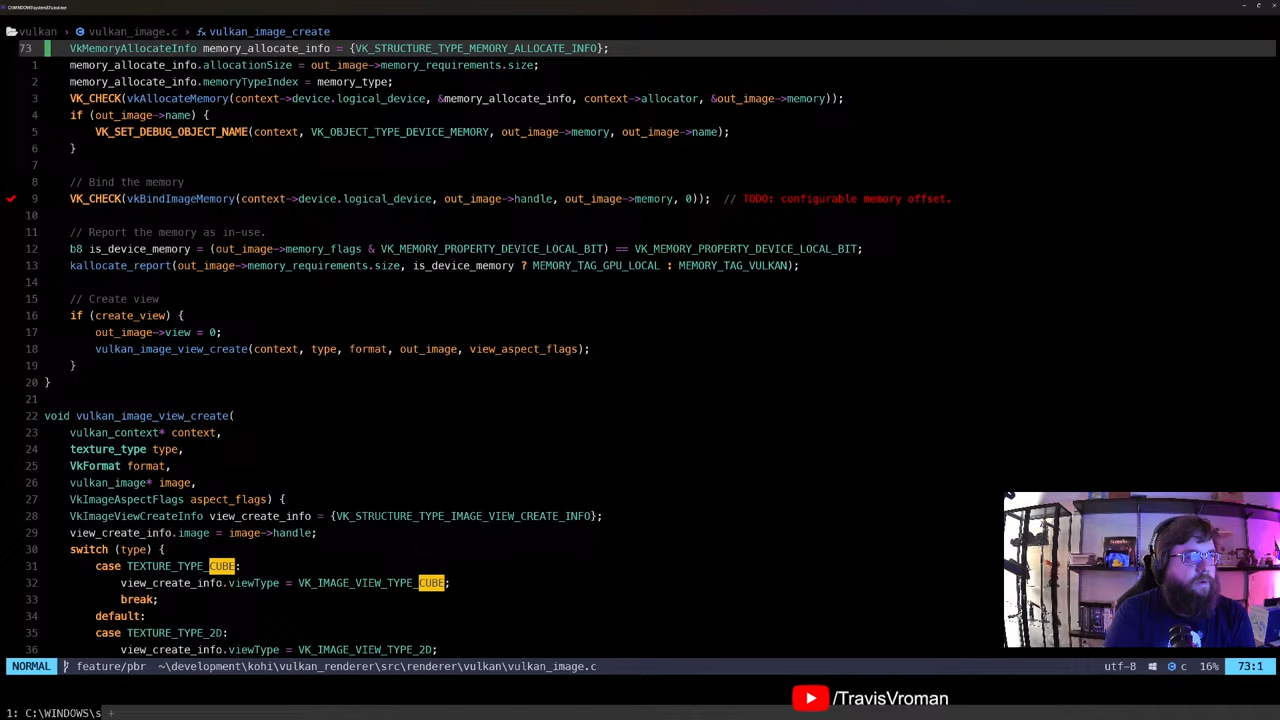 C:\WINDOWS\system32\cmd.exe
vulkan › vulkan_image.c › fx vulkan_image_create
73 VkMemoryAllocateInfo memory_allocate_info = {VK_STRUCTURE_TYPE_MEMORY_ALLOCATE_INFO};
1 memory_allocate_info.allocationSize = out_image->memory_requirements.size;
2 memory_allocate_info.memoryTypeIndex = memory_type;
3 VK_CHECK(vkAllocateMemory(context->device.logical_device, &memory_allocate_info, context->allocator, &out_image->memory));
4 if (out_image->name) {
5 VK_SET_DEBUG_OBJECT_NAME(context, VK_OBJECT_TYPE_DEVICE_MEMORY, out_image->memory, out_image->name);
6 }
7
8 // Bind the memory
9 VK_CHECK(vkBindImageMemory(context->device.logical_device, out_image->handle, out_image->memory, 0)); // TODO: configurable memory offset.
10
11 // Report the memory as in-use.
12 b8 is_device_memory = (out_image->memory_flags & VK_MEMORY_PROPERTY_DEVICE_LOCAL_BIT) == VK_MEMORY_PROPERTY_DEVICE_LOCAL_BIT;
13 kallocate_report(out_image->memory_requirements.size, is_device_memory ? MEMORY_TAG_GPU_LOCAL : MEMORY_TAG_VULKAN);
14
15 // Create view
16 if (create_view) {
17 out_image->view = 0;
18 vulkan_image_view_create(context, type, format, out_image, view_aspect_flags);
19 }
20 }
21
22 void vulkan_image_view_create(
23 vulkan_context* context,
24 texture_type type,
25 VkFormat format,
26 vulkan_image* image,
27 VkImageAspectFlags aspect_flags) {
28 VkImageViewCreateInfo view_create_info = {VK_STRUCTURE_TYPE_IMAGE_VIEW_CREATE_INFO};
29 view_create_info.image = image->handle;
30 switch (type) {
31 case TEXTURE_TYPE_CUBE:
32 view_create_info.viewType = VK_IMAGE_VIEW_TYPE_CUBE;
33 break;
34 default:
35 case TEXTURE_TYPE_2D:
36 view_create_info.viewType = VK_IMAGE_VIEW_TYPE_2D;
NORMAL feature/pbr ~\development\kohi\vulkan_renderer\src\renderer\vulkan\vulkan_image.c utf-8 c 16% 73:1
/TravisVroman
1: C:\WINDOWS\s +